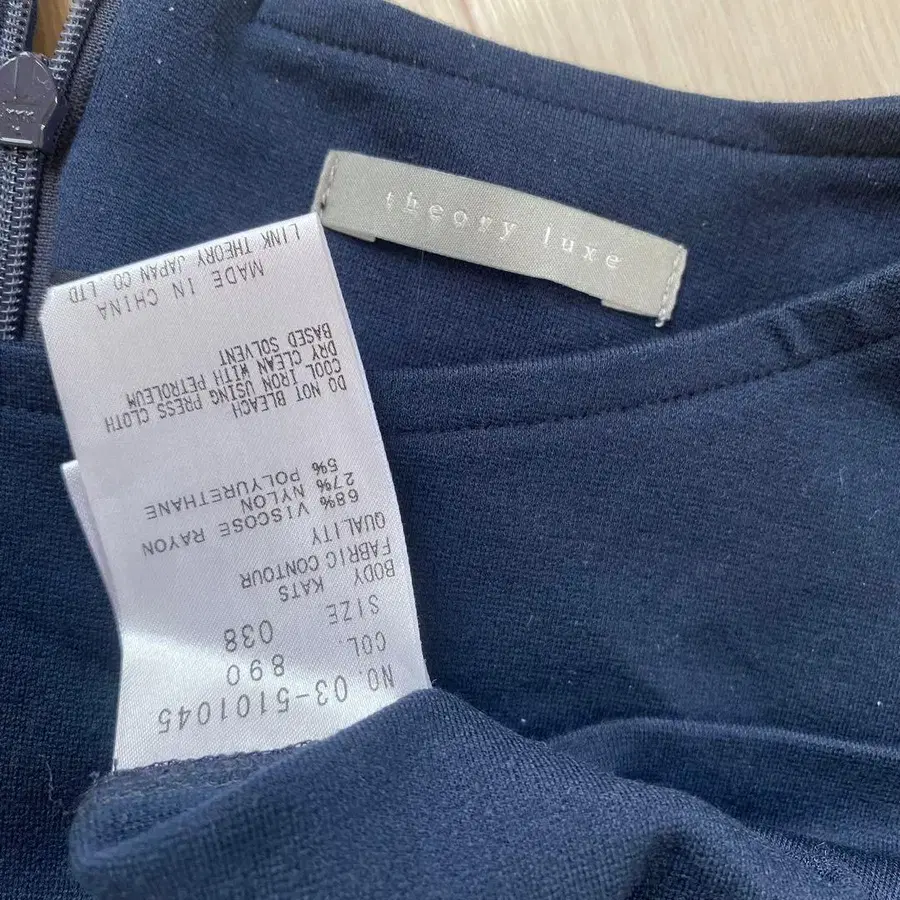 theory luxe
NO. 03-5101045
COL. 890
SIZE 038
BODY KATS
FABRIC CONTOUR
QUALITY
68% VISCOSE RAYON
27% NYLON
5% POLYURETHANE
DO NOT BLEACH
COOL IRON USING PRESS CLOTH
DRY CLEAN WITH PETROLEUM
BASED SOLVENT
MADE IN CHINA
LINK THEORY JAPAN CO.,LTD